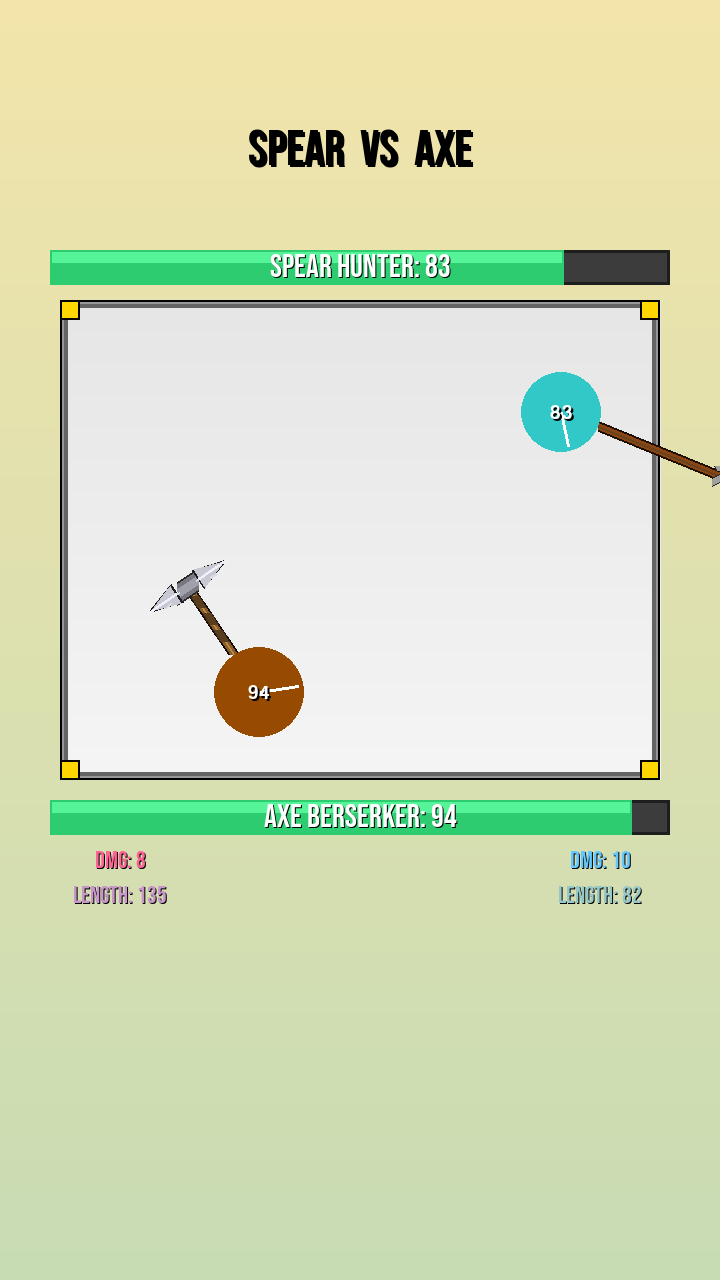 SPEAR VS AXE
SPEAR HUNTER: 83
83
94
AXE BERSERKER: 94
DMG: 8
DMG: 10
LENGTH: 135
LENGTH: 82